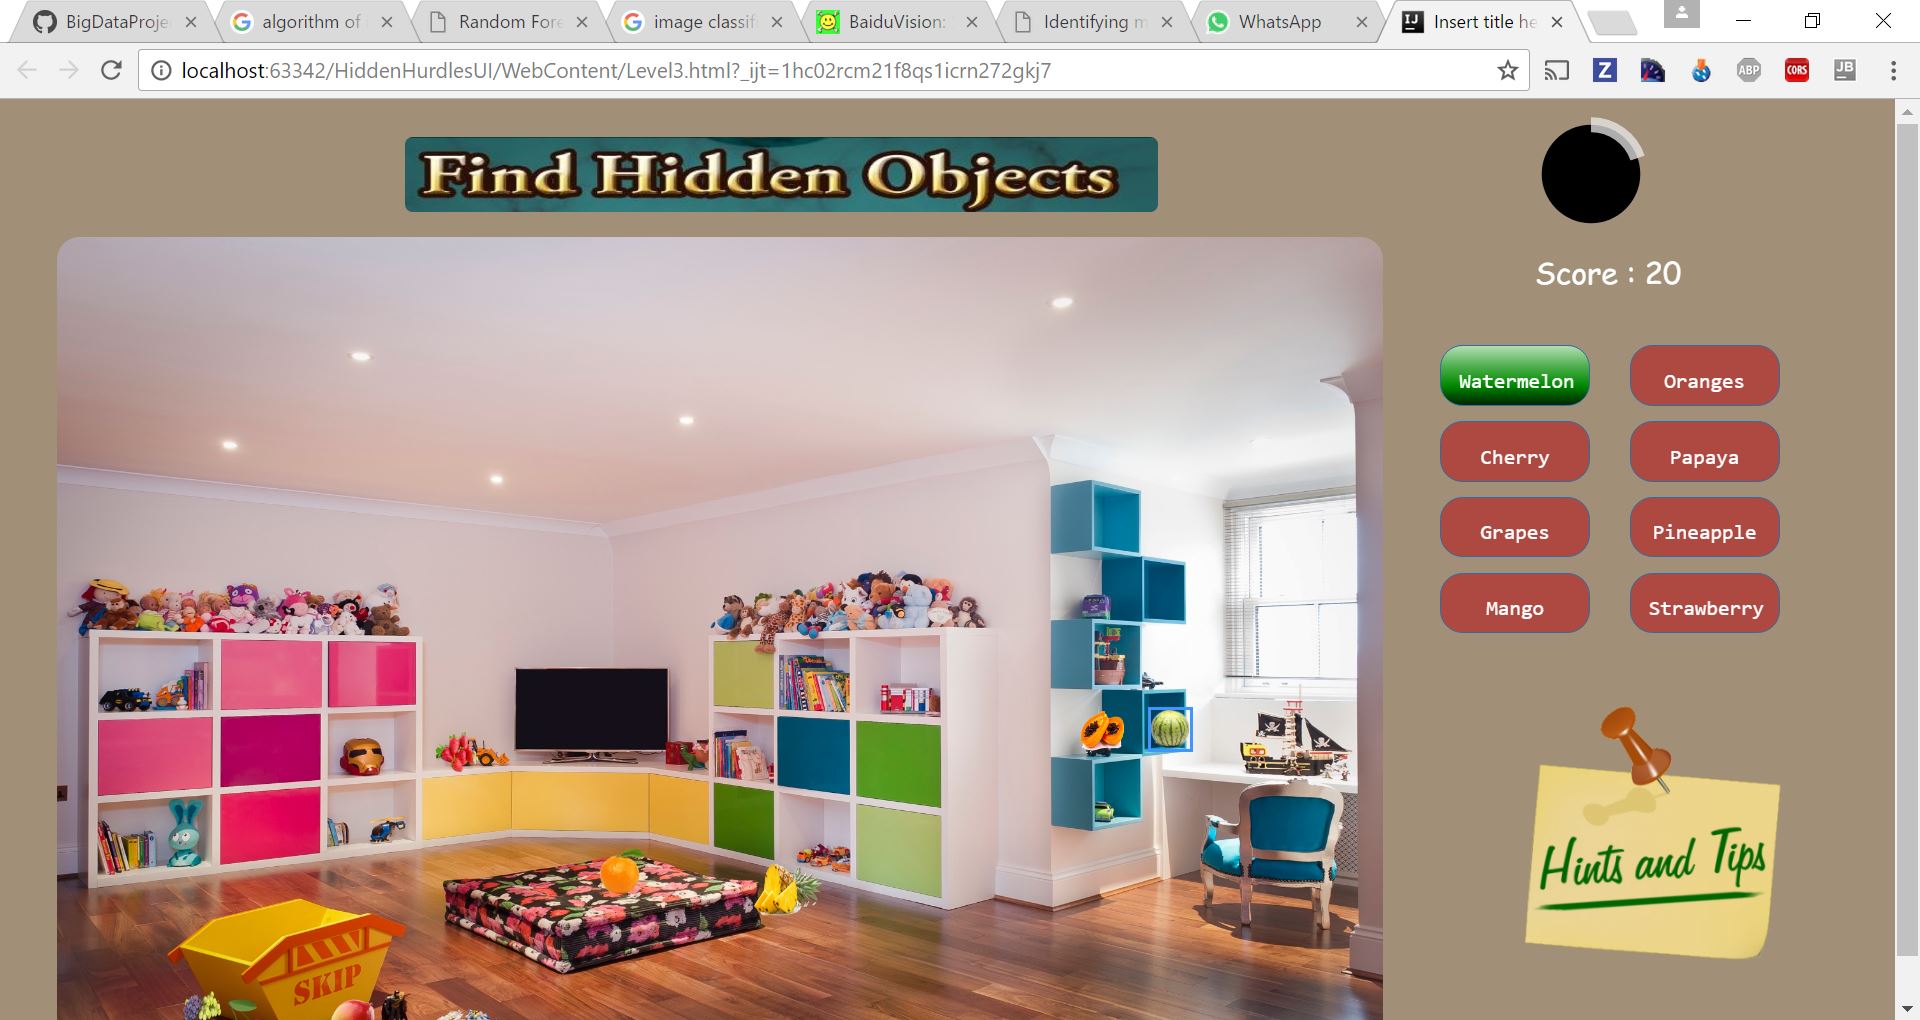 BigDataProje
algorithm of
Random Fore
image classif
BaiduVision:
Identifying m
WhatsApp
Insert title he
localhost:63342/HiddenHurdlesUI/WebContent/Level3.html?_ijt=1hc02rcm21f8qs1icrn272gkj7
Z
ABP
CORS
JB
Find Hidden Objects
Score : 20
Watermelon
Oranges
Cherry
Papaya
Grapes
Pineapple
Mango
Strawberry
Hints and Tips
SKIP